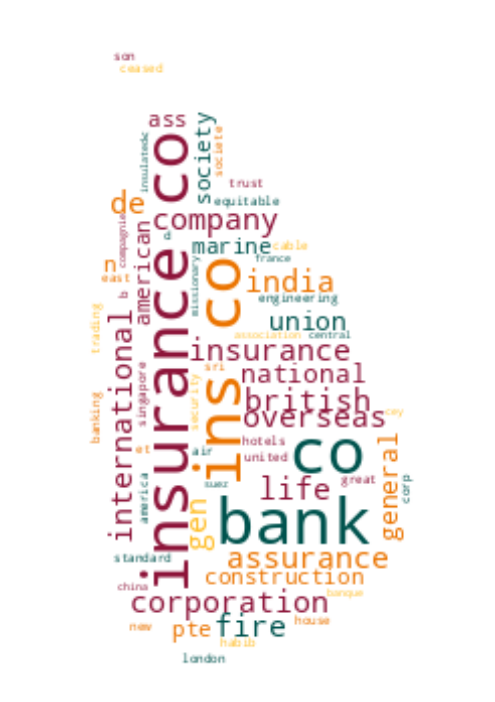 son
ceased
ass
society
societe
insulatedc
insurance co
trust
equitable
de
company
compagnie
american
d
marine
cable
missionary
france
n
east
ins co
india
b
engineering
trading
international
union
association
central
insurance
singapore
sri
national
security
british
banking
overseas
cey
hotels
et
air
united
co
general
america
suez
life
great
corp
gen
bank
standard
assurance
construction
china
banque
corporation
new
pte
fire
house
habib
london